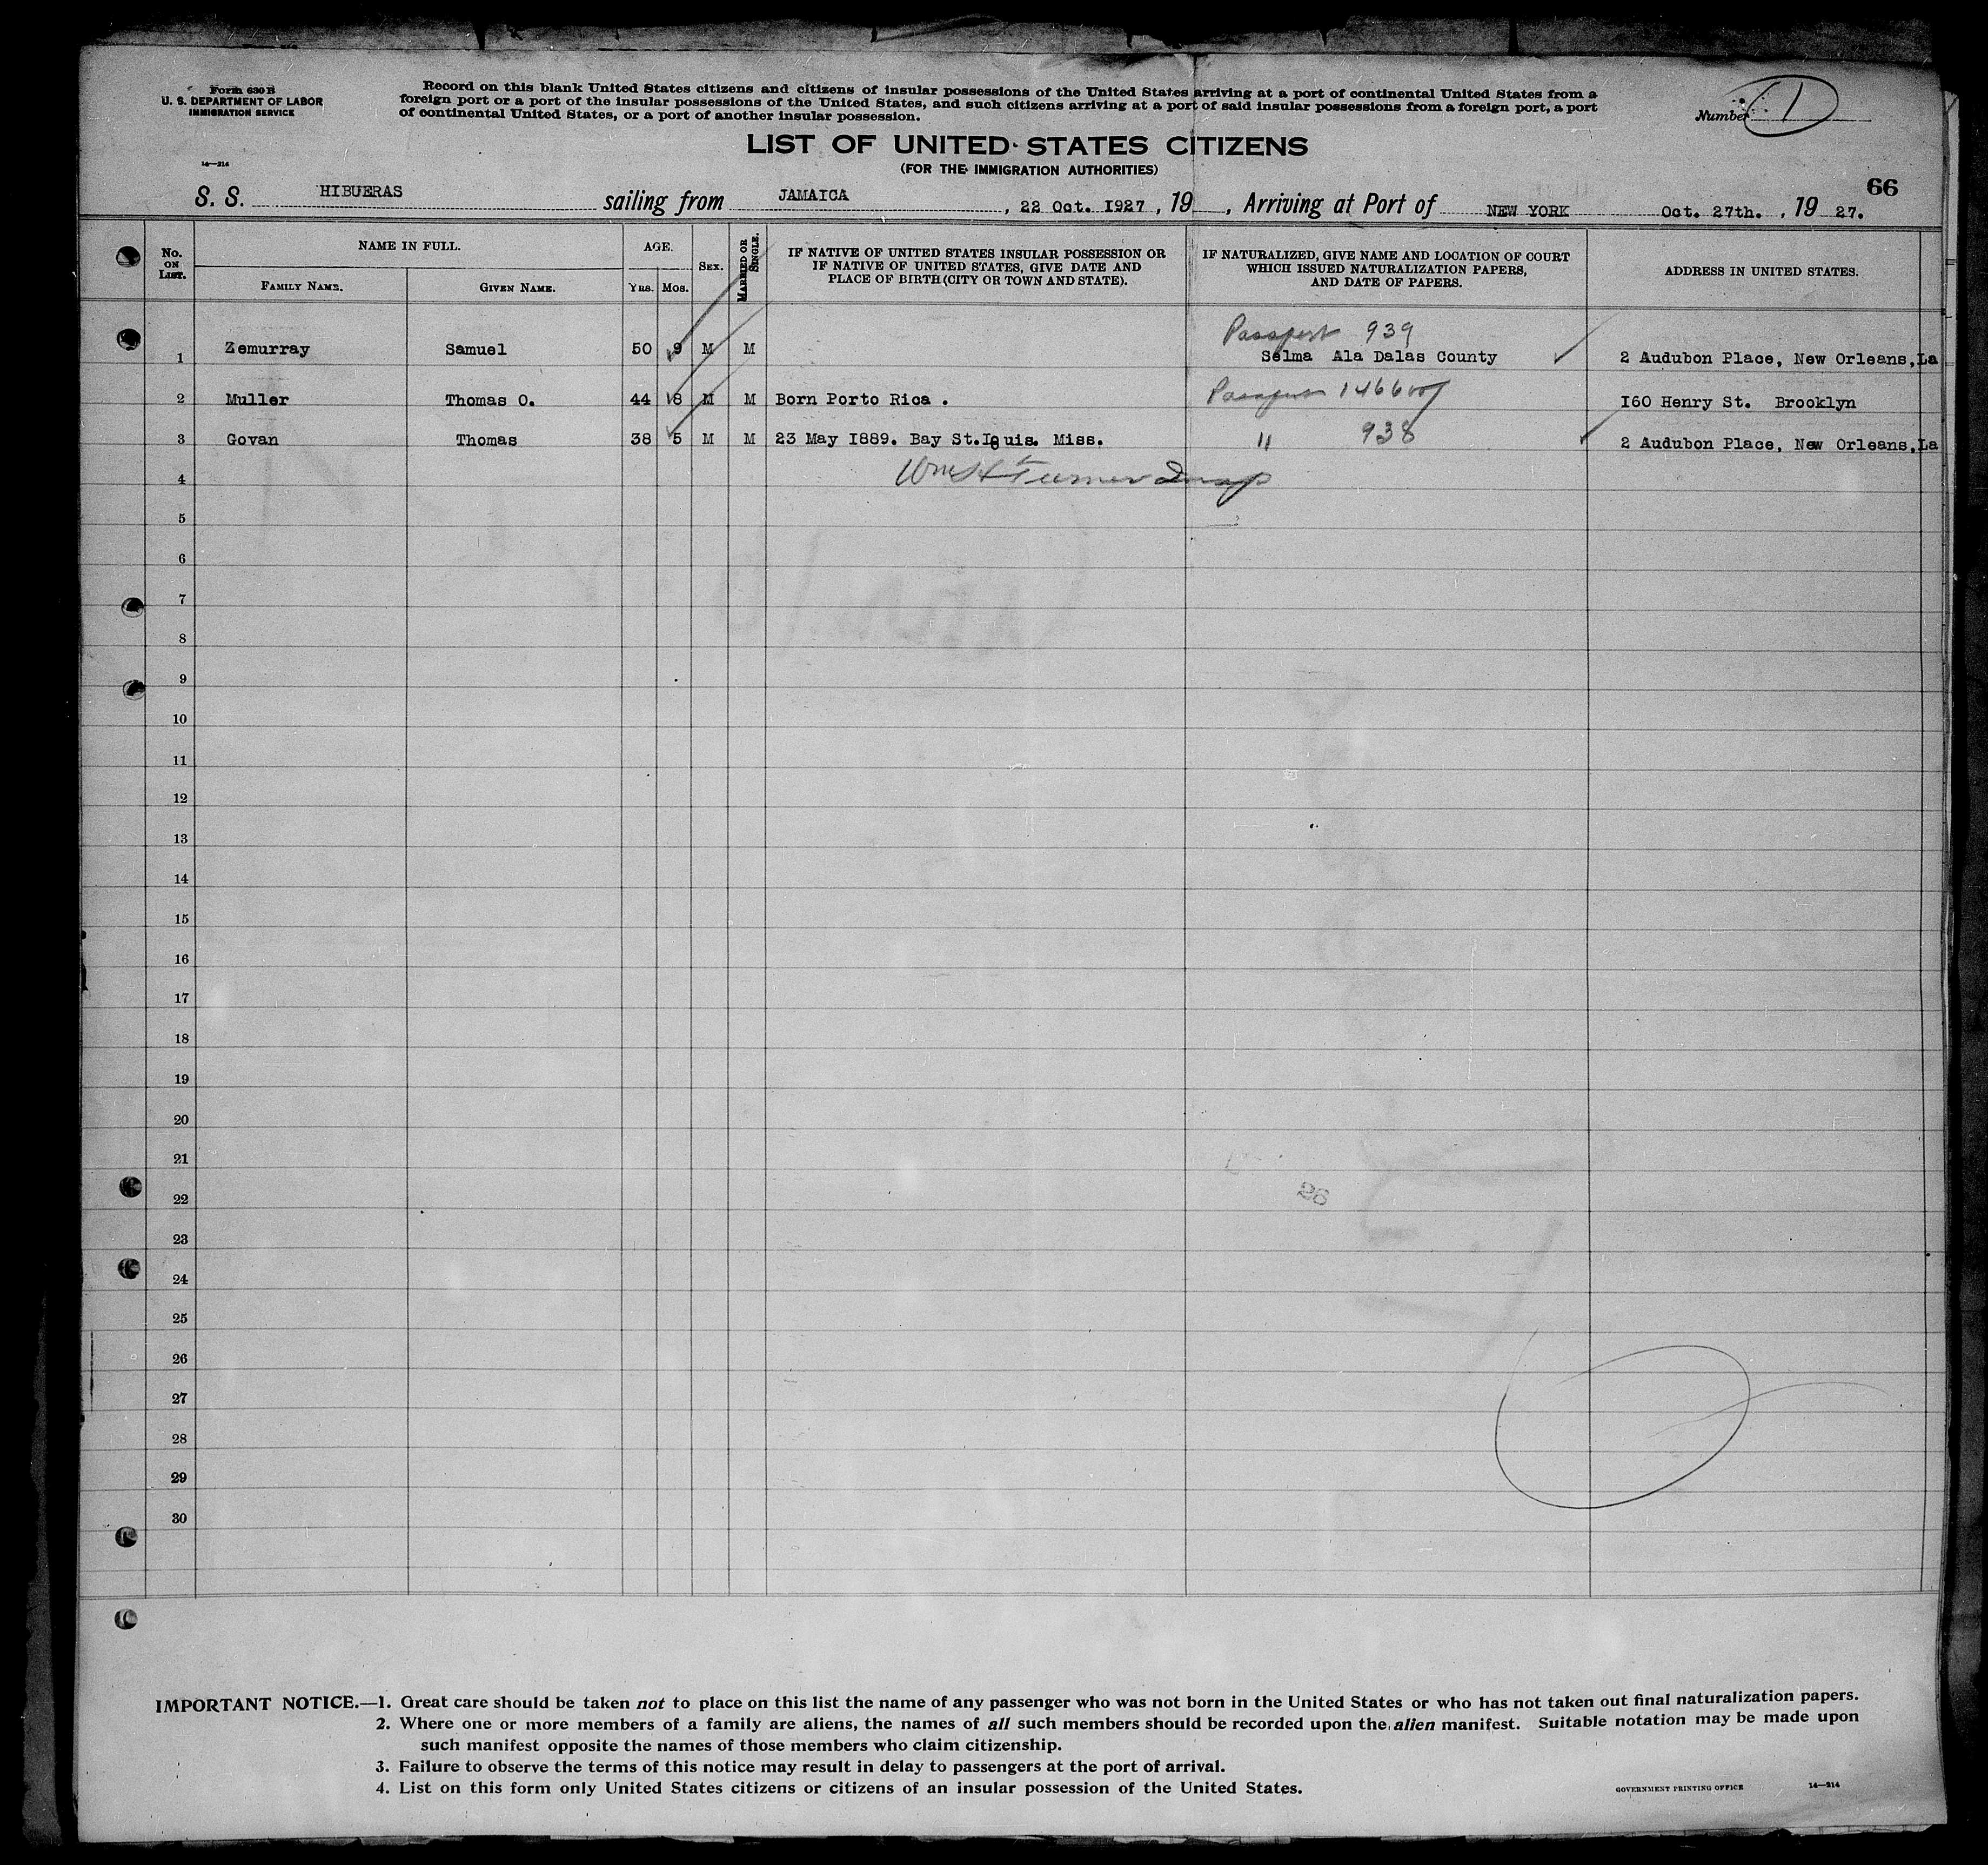 Form 630 B
U. S. DEPARTMENT OF LABOR
IMMIGRATION SERVICE
14—214
Record on this blank United States citizens and citizens of insular possessions of the United States arriving at a port of continental United States from a
foreign port or a port of the insular possessions of the United States, and such citizens arriving at a port of said insular possessions from a foreign port, a port
of continental United States, or a port of another insular possession.
Number 1
LIST OF UNITED STATES CITIZENS
(FOR THE IMMIGRATION AUTHORITIES)
66
S. S. HIBUERAS sailing from JAMAICA, 22 Oct. I927, 19 , Arriving at Port of NEW YORK Oct. 27th. , 19 27.
No. ON LIST.
NAME IN FULL.
FAMILY NAME.
GIVEN NAME.
AGE.
YRS.
MOS.
SEX.
MARRIED OR SINGLE.
IF NATIVE OF UNITED STATES INSULAR POSSESSION OR
IF NATIVE OF UNITED STATES, GIVE DATE AND
PLACE OF BIRTH (CITY OR TOWN AND STATE).
IF NATURALIZED, GIVE NAME AND LOCATION OF COURT
WHICH ISSUED NATURALIZATION PAPERS,
AND DATE OF PAPERS.
ADDRESS IN UNITED STATES.
Passport 939
1 Zemurray Samuel 50 9 M M Selma Ala Dalas County 2 Audubon Place, New Orleans,La
2 Muller Thomas O. 44 8 M M Born Porto Rica . Passport I60 Henry St. Brooklyn
3 Govan Thomas 38 5 M M 23 May I889. Bay St. Miss. " 938 2 Audubon Place, New Orleans,La
4 Wm H Turner Insp
5
6
7
8
9
10
11
12
13
14
15
16
17
18
19
20
21
22
26
23
24
25
26
27
28
29
30
IMPORTANT NOTICE.—1. Great care should be taken not to place on this list the name of any passenger who was not born in the United States or who has not taken out final naturalization papers.
2. Where one or more members of a family are aliens, the names of all such members should be recorded upon the alien manifest. Suitable notation may be made upon
such manifest opposite the names of those members who claim citizenship.
3. Failure to observe the terms of this notice may result in delay to passengers at the port of arrival.
4. List on this form only United States citizens or citizens of an insular possession of the United States.
GOVERNMENT PRINTING OFFICE 14—214